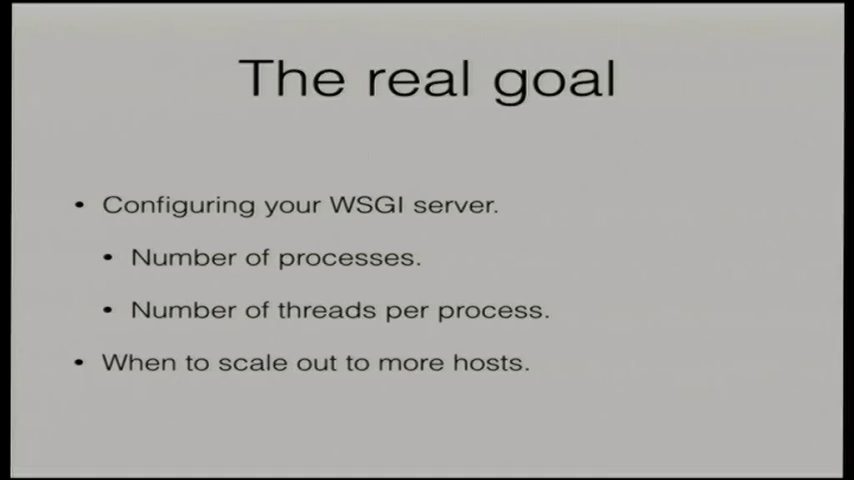 The real goal
• Configuring your WSGI server.
• Number of processes.
• Number of threads per process.
• When to scale out to more hosts.